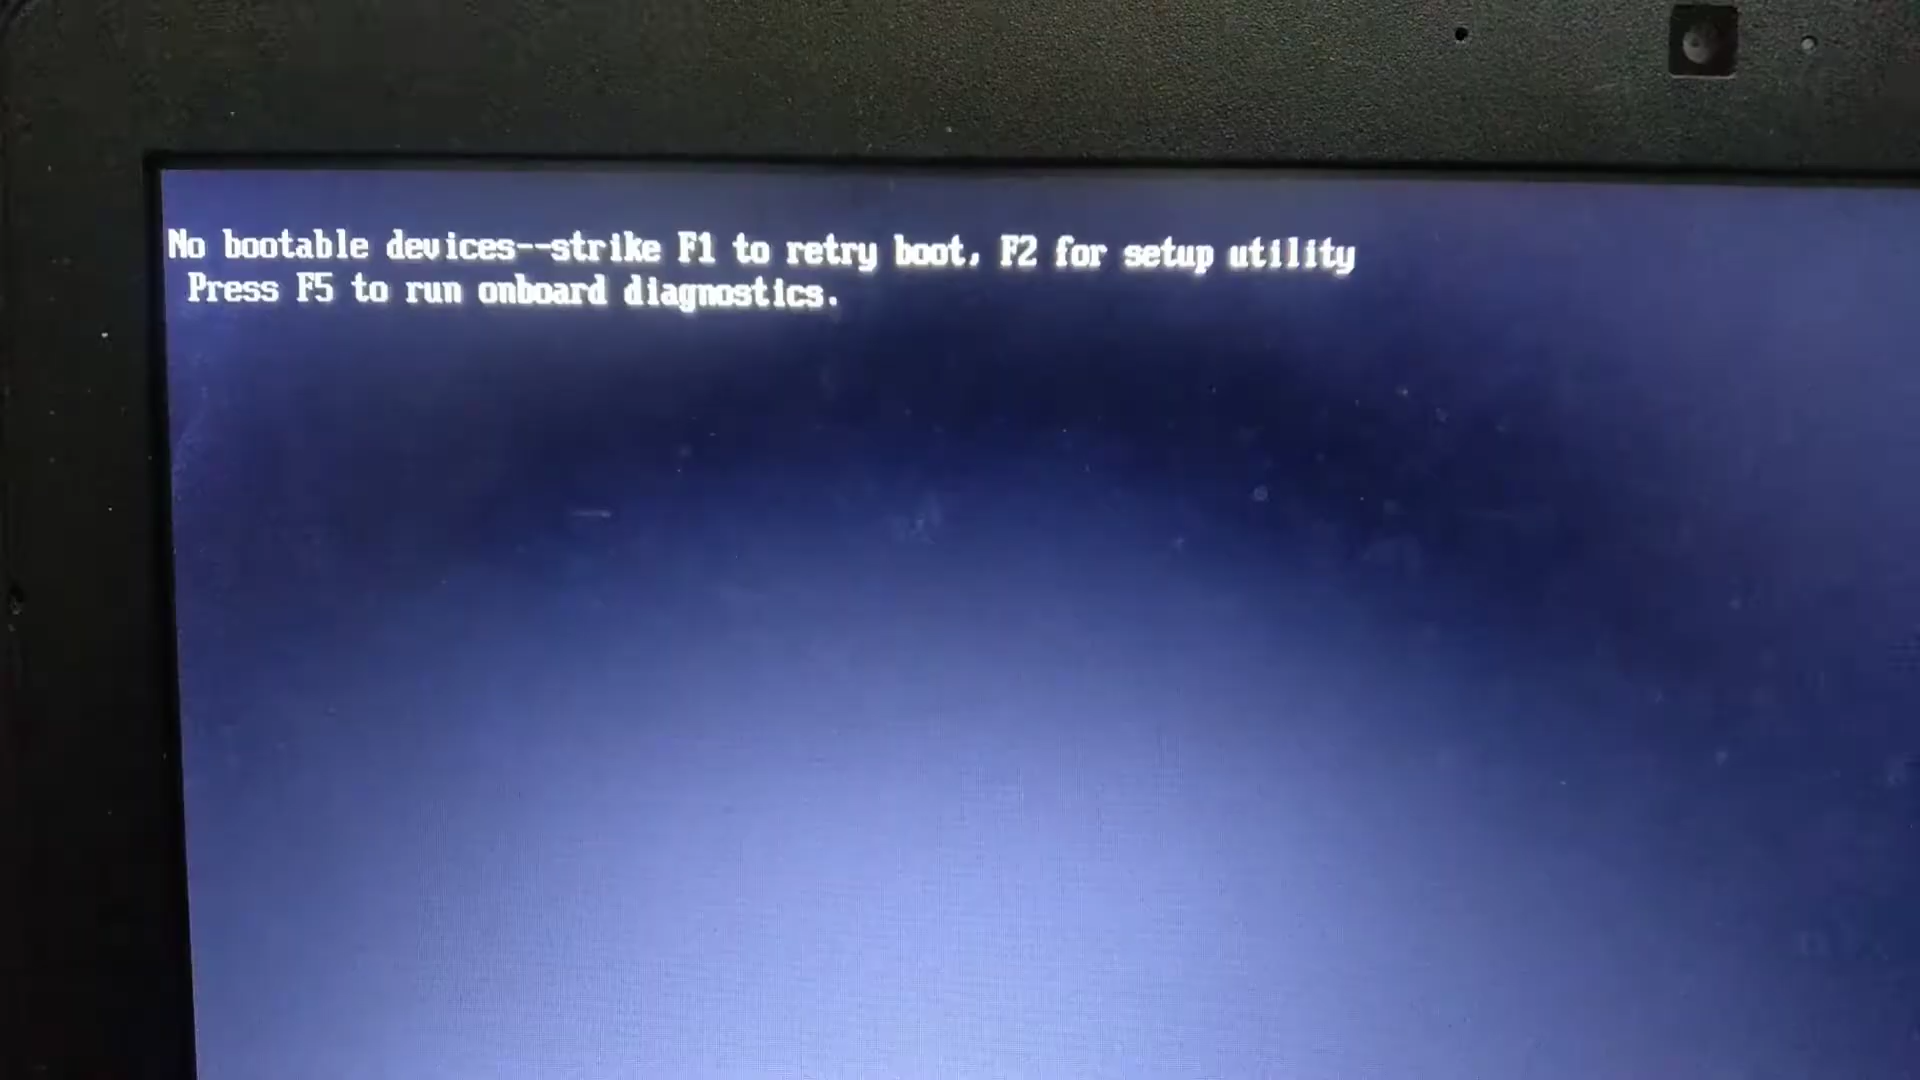 No bootable devices--strike F1 to retry boot, F2 for setup utility
Press F5 to run onboard diagnostics.